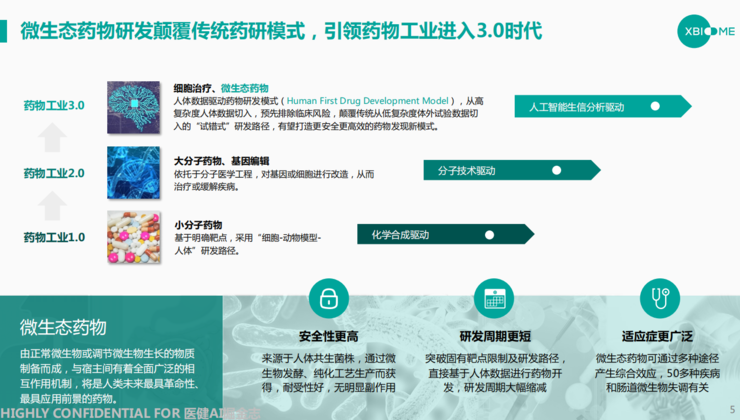 微生态药物研发颠覆传统药研模式，引领药物工业进入3.0时代
XBIOME
药物工业3.0
细胞治疗、微生态药物
人体数据驱动药物研发模式（Human First Drug Development Model），从高
复杂度人体数据切入，预先排除临床风险，颠覆传统从低复杂度体外试验数据切
入的“试错式”研发路径，有望打造更安全更高效的药物发现新模式。
人工智能生信分析驱动
药物工业2.0
大分子药物、基因编辑
依托于分子医学工程，对基因或细胞进行改造，从而
治疗或缓解疾病。
分子技术驱动
药物工业1.0
小分子药物
基于明确靶点，采用“细胞-动物模型-
人体”研发路径。
化学合成驱动
微生态药物
由正常微生物或调节微生物生长的物质
制备而成，与宿主间有着全面广泛的相
互作用机制，将是人类未来最具革命性、
最具应用前景的药物。
安全性更高
来源于人体共生菌株，通过微
生物发酵、纯化工艺生产而获
得，耐受性好，无明显副作用
研发周期更短
突破固有靶点限制及研发路径，
直接基于人体数据进行药物开
发，研发周期大幅缩减
适应症更广泛
微生态药物可通过多种途径
产生综合效应，50多种疾病
和肠道微生物失调有关
HIGHLY CONFIDENTIAL FOR 医健AI
5